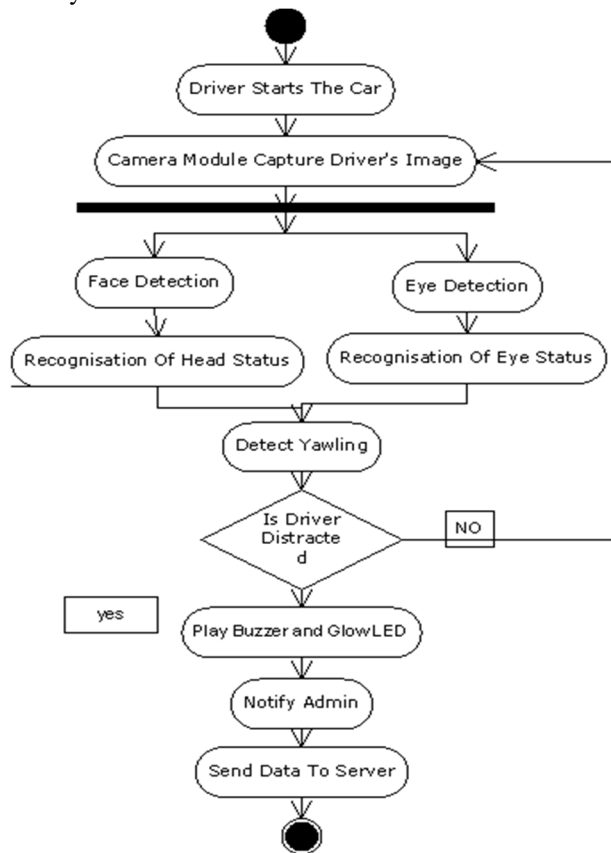 Driver Starts The Car
Camera Module Capture Driver's Image
Face Detection
Eye Detection
Recognisation Of Head Status
Recognisation Of Eye Status
Detect Yawling
Is Driver
Distracte
d
NO
yes
Play Buzzer and GlowLED
Notify Admin
Send Data To Server